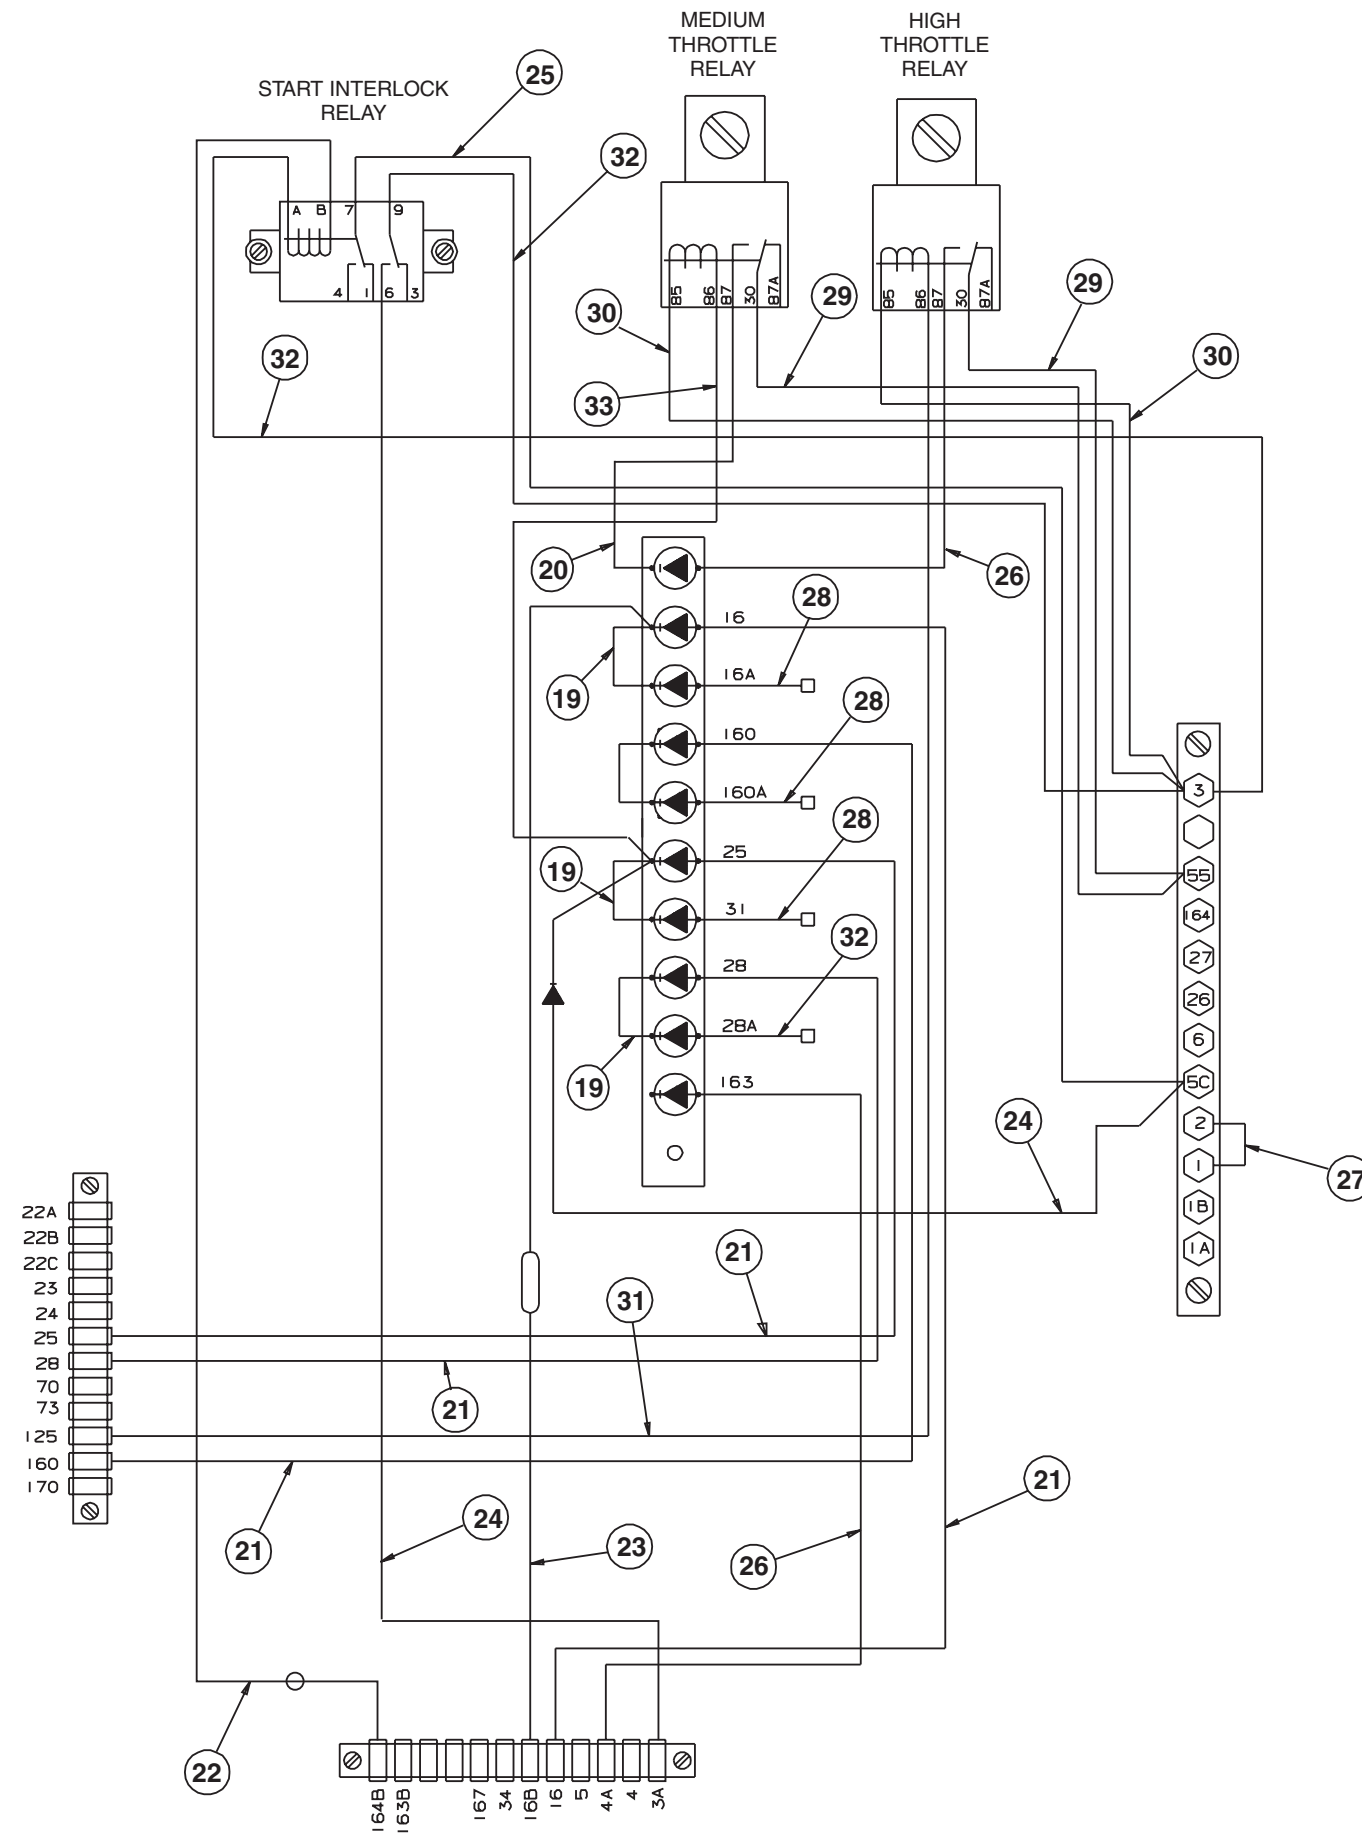 MEDIUM
THROTTLE
RELAY
HIGH
THROTTLE
RELAY
START INTERLOCK
RELAY
25
32
A B 7 9
4 1 6 3
85 86 87 30 87A
85 86 87 30 87A
30
29
29
30
32
33
20
26
16
28
16A
19
28
160
160A
28
25
19
31
32
28
28A
19
163
3
55
164
27
26
6
5C
2
1
1B
1A
24
27
22A
22B
22C
23
24
25
28
70
73
125
160
170
21
31
21
21
24
23
26
21
22
164B
163B
167
34
16B
16
5
4A
4
3A